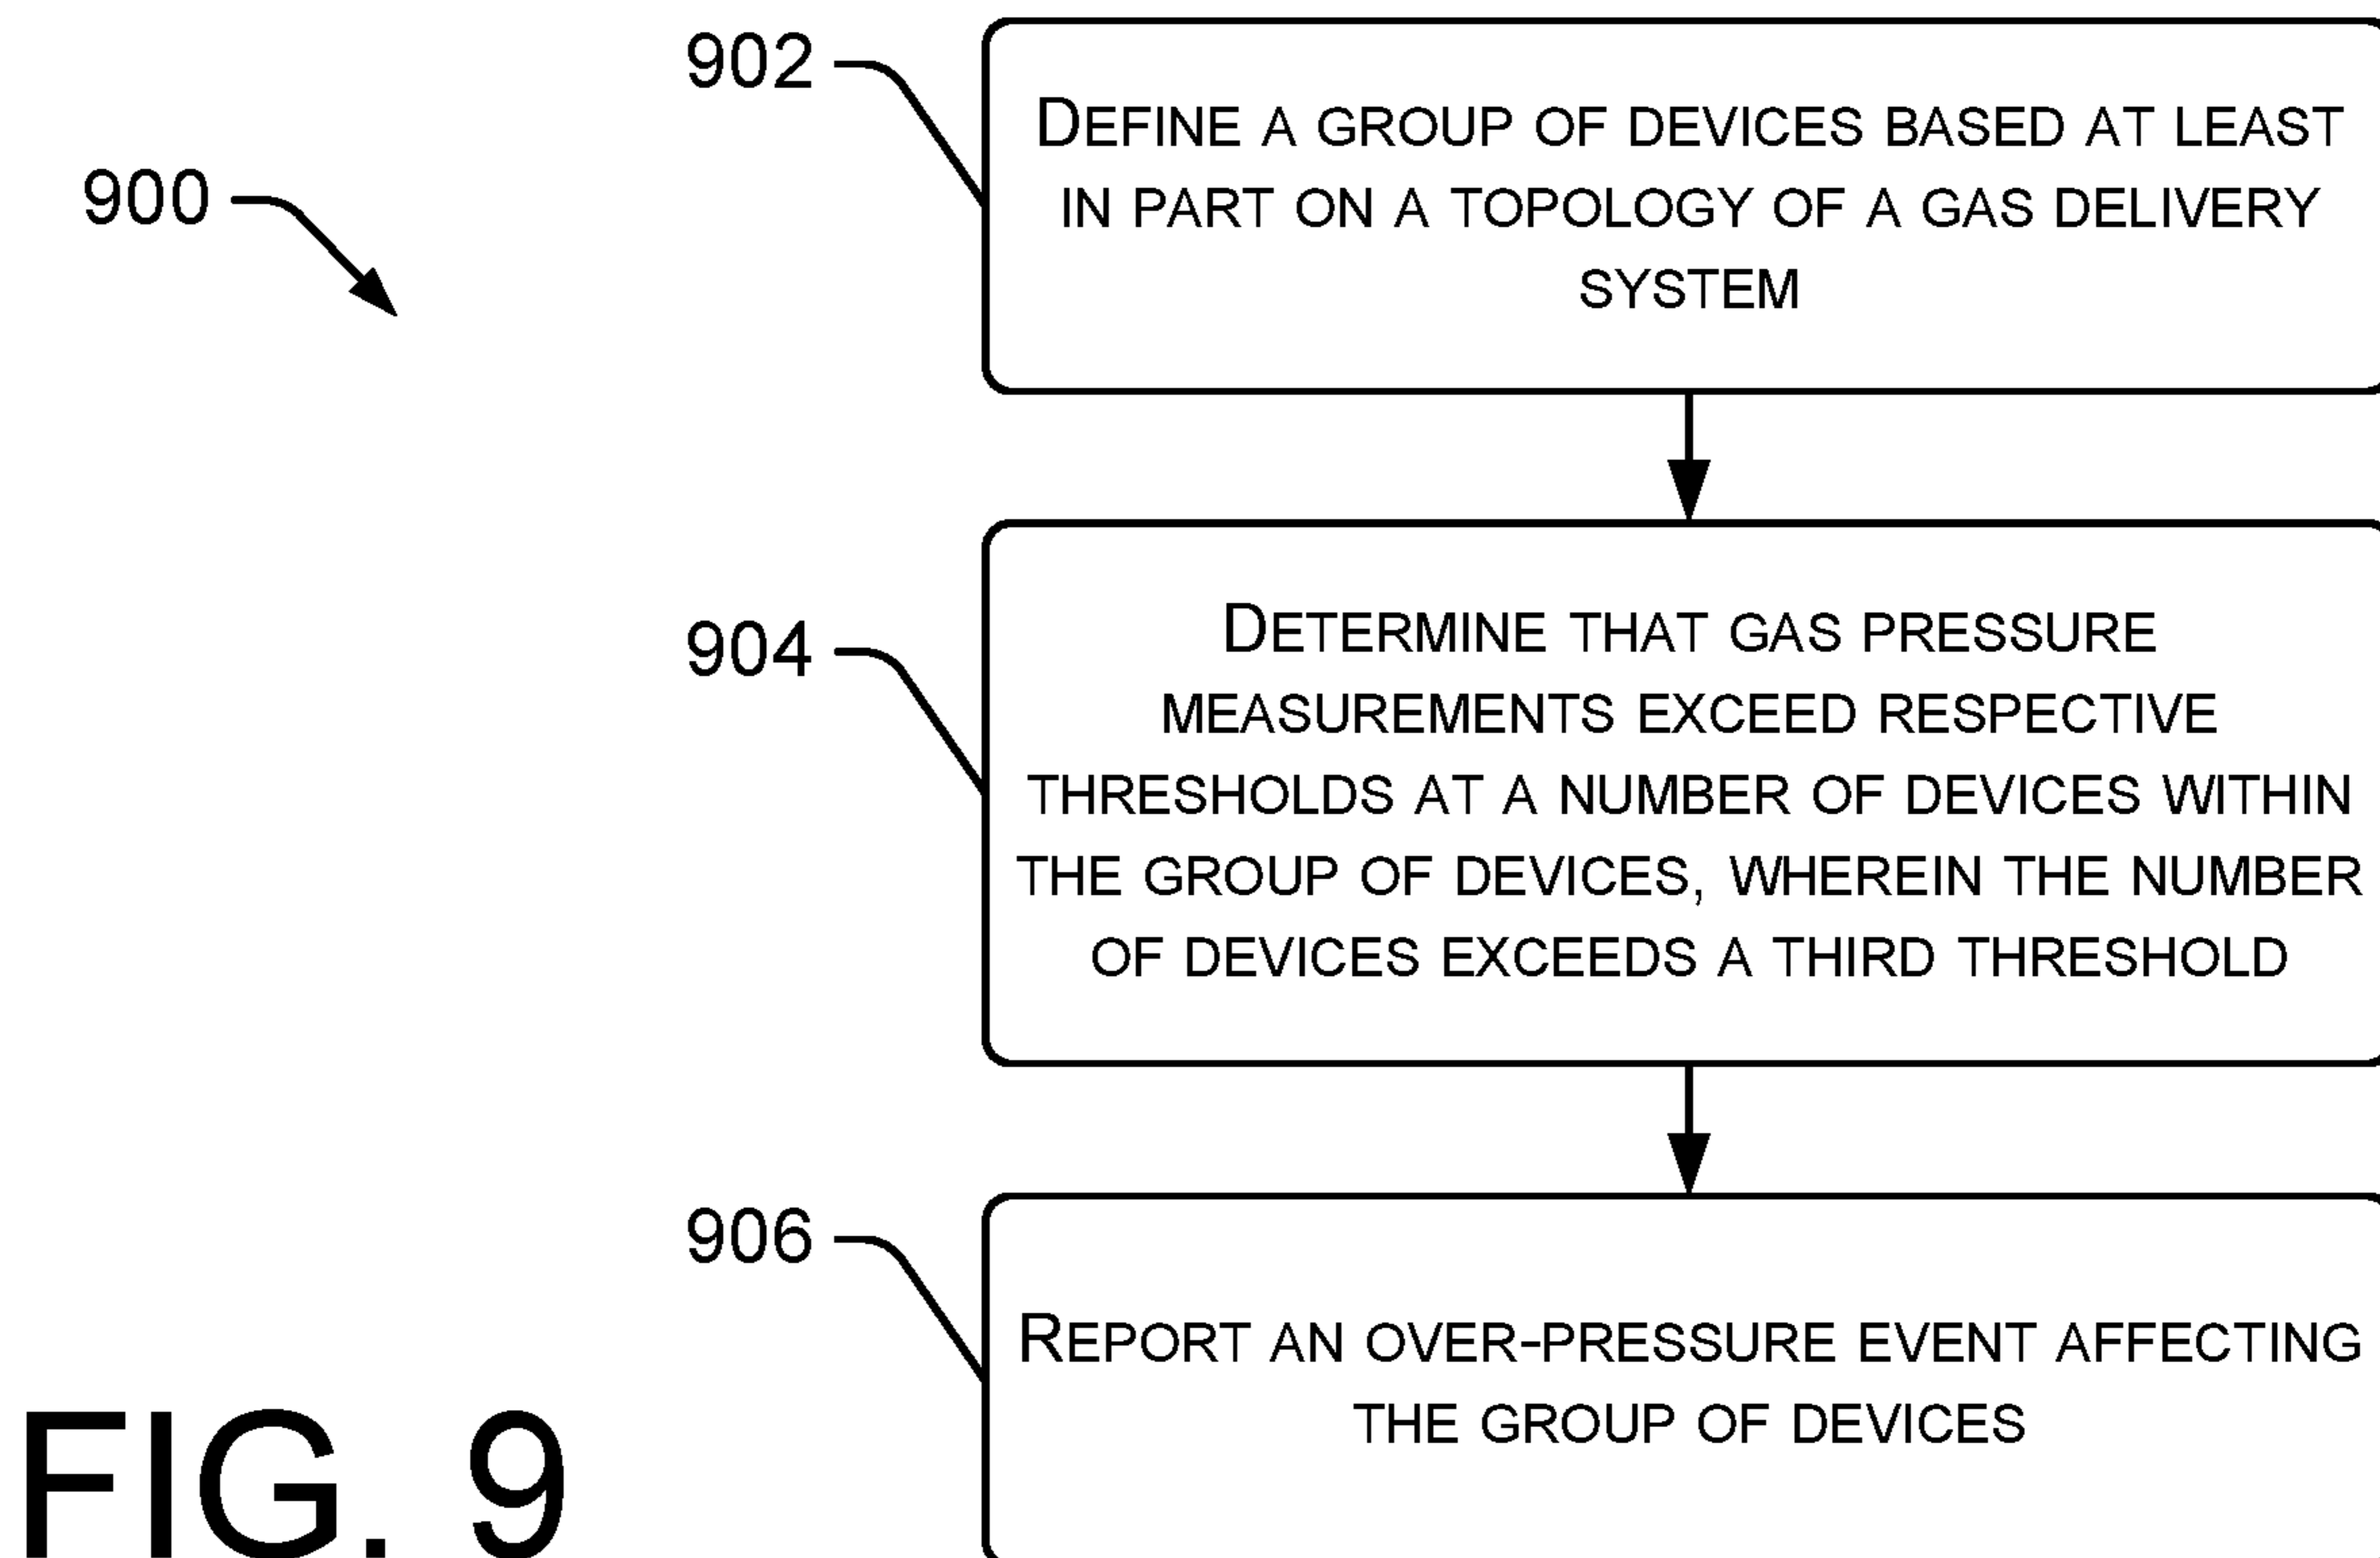 900
902
DEFINE A GROUP OF DEVICES BASED AT LEAST
IN PART ON A TOPOLOGY OF A GAS DELIVERY
SYSTEM
904
DETERMINE THAT GAS PRESSURE
MEASUREMENTS EXCEED RESPECTIVE
THRESHOLDS AT A NUMBER OF DEVICES WITHIN
THE GROUP OF DEVICES, WHEREIN THE NUMBER
OF DEVICES EXCEEDS A THIRD THRESHOLD
906
REPORT AN OVER-PRESSURE EVENT AFFECTING
THE GROUP OF DEVICES
FIG. 9